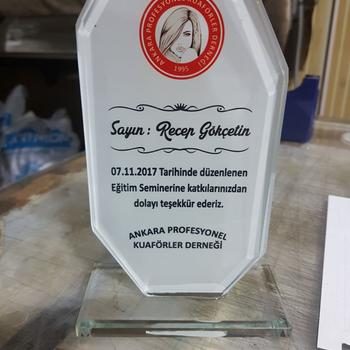 ANKARA PROFESYONEL KUAFÖRLER DERNEĞİ
1995
Sayın : Recep Gökçetin
07.11.2017 Tarihinde düzenlenen
Eğitim Seminerine katkılarınızdan
dolayı teşekkür ederiz.
ANKARA PROFESYONEL
KUAFÖRLER DERNEĞİ